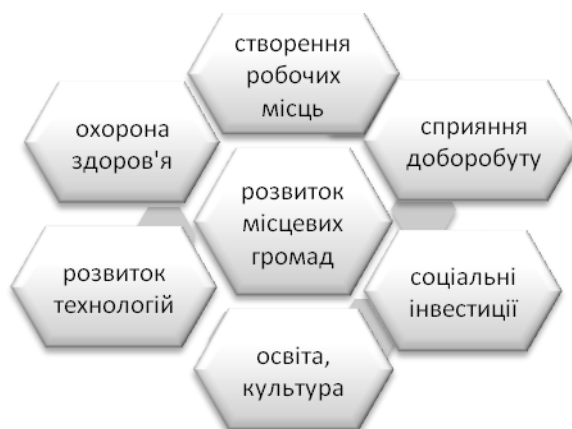 створення
робочих
місць
охорона
здоров'я
сприяння
доборобуту
розвиток
місцевих
громад
розвиток
технологій
соціальні
інвестиції
освіта,
культура